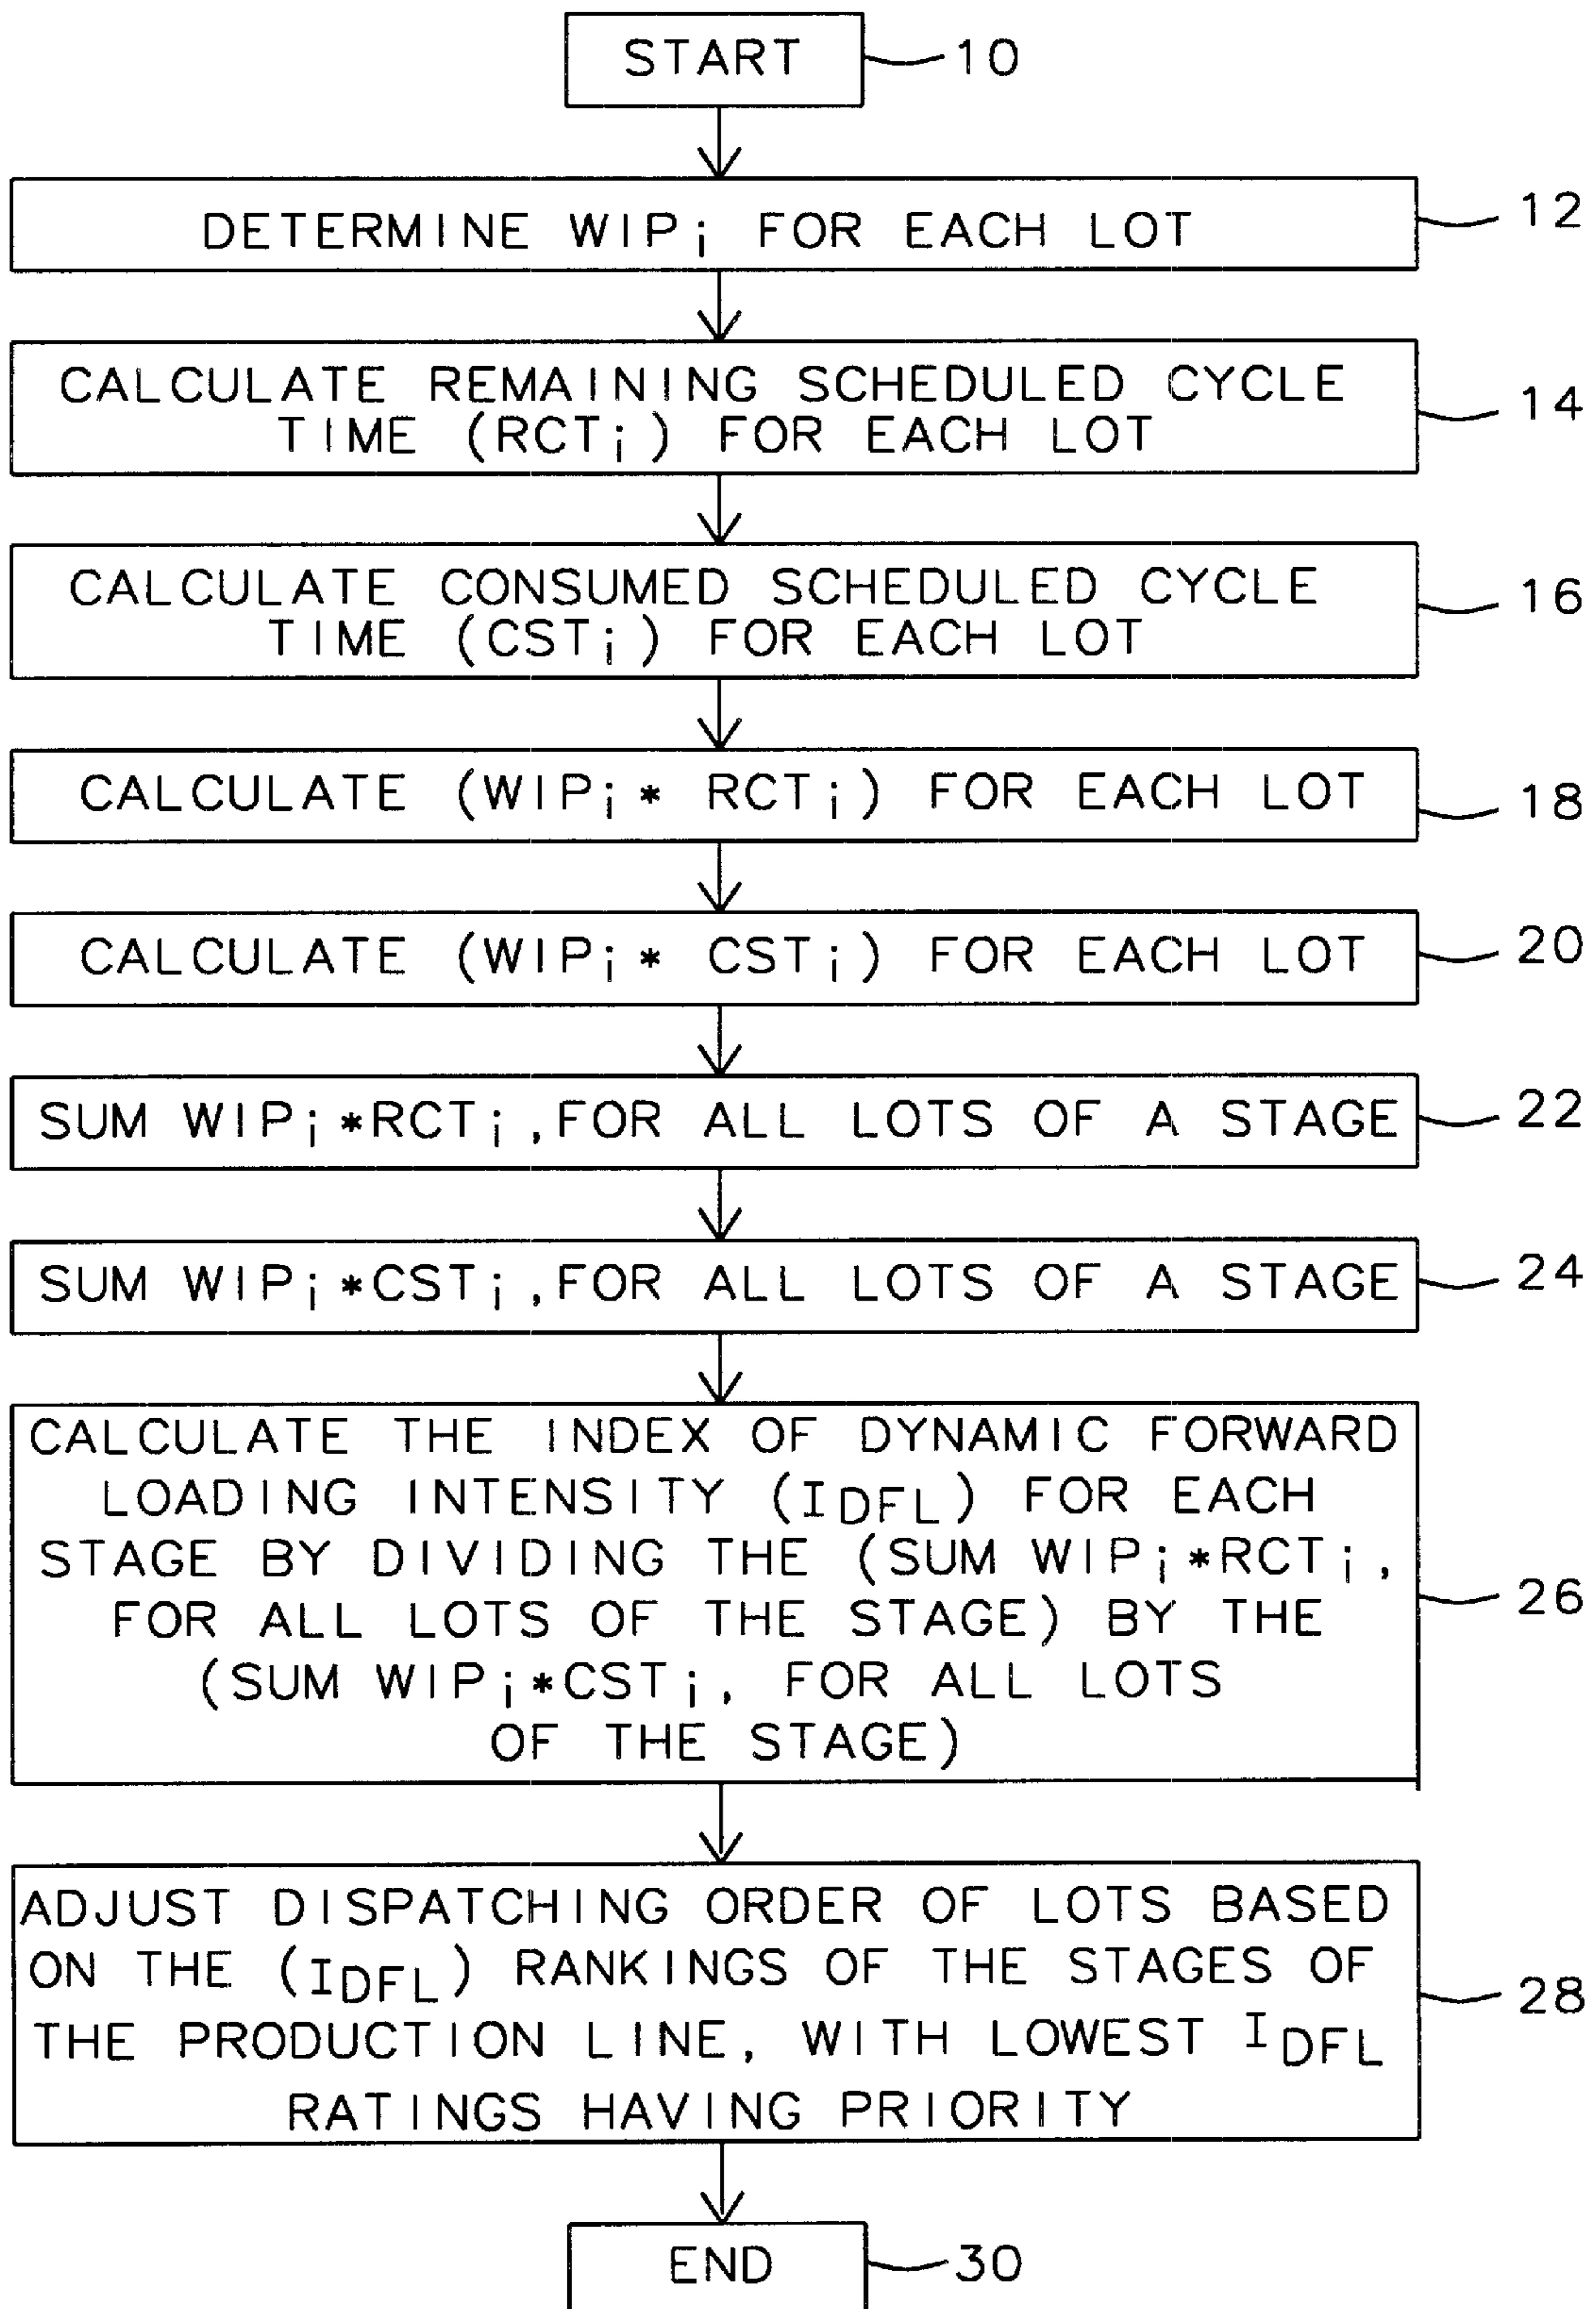 START 10
DETERMINE WIPi FOR EACH LOT 12
CALCULATE REMAINING SCHEDULED CYCLE
TIME (RCTi) FOR EACH LOT 14
CALCULATE CONSUMED SCHEDULED CYCLE
TIME (CSTi) FOR EACH LOT 16
CALCULATE (WIPi * RCTi) FOR EACH LOT 18
CALCULATE (WIPi * CSTi) FOR EACH LOT 20
SUM WIPi*RCTi, FOR ALL LOTS OF A STAGE 22
SUM WIPi*CSTi, FOR ALL LOTS OF A STAGE 24
CALCULATE THE INDEX OF DYNAMIC FORWARD
LOADING INTENSITY (IDFL) FOR EACH
STAGE BY DIVIDING THE (SUM WIPi*RCTi,
FOR ALL LOTS OF THE STAGE) BY THE 26
(SUM WIPi*CSTi, FOR ALL LOTS
OF THE STAGE)
ADJUST DISPATCHING ORDER OF LOTS BASED
ON THE (IDFL) RANKINGS OF THE STAGES OF 28
THE PRODUCTION LINE, WITH LOWEST IDFL
RATINGS HAVING PRIORITY
END 30